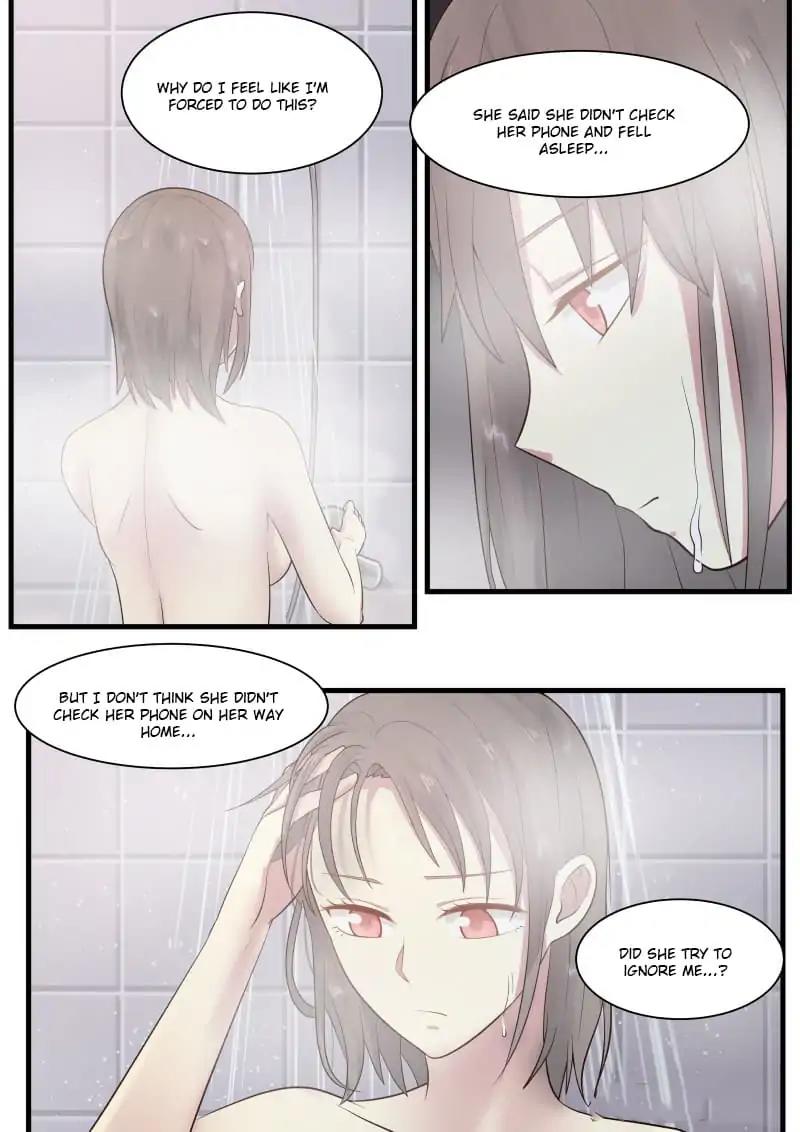 WHY DO I FEEL LIKE I'M
FORCED TO DO THIS?
SHE SAID SHE DIDN'T CHECK
HER PHONE AND FELL
ASLEEP...
BUT I DON'T THINK SHE DIDN'T
CHECK HER PHONE ON HER WAY
HOME...
DID SHE TRY TO
IGNORE ME...?